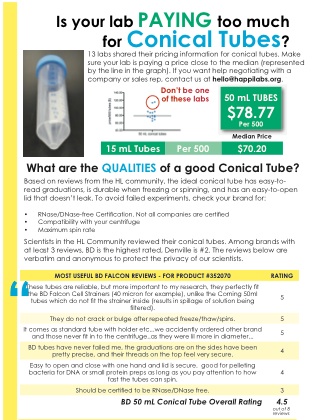 Is your lab PAYING too much
for Conical Tubes?
13 labs shared their pricing information for conical tubes. Make
sure your lab is paying a price close to the median (represented
by the line in the graph). If you want help negotiating with a
company or sales rep, contact us at hello@happilabs.org.
Don't be one
of these labs
50 mL conical tubes
50 mL TUBES
$78.77
Per 500
Median Price
15 mL Tubes Per 500 $70.20
What are the QUALITIES of a good Conical Tube?
Based on reviews from the HL community, the ideal conical tube has easy-to-
read graduations, is durable when freezing or spinning, and has an easy-to-open
lid that doesn't leak. To avoid failed experiments, check your brand for:
• RNase/DNase-free Certification. Not all companies are certified
• Compatibility with your centrifuge
• Maximum spin rate
Scientists in the HL Community reviewed their conical tubes. Among brands with
at least 3 reviews, BD is the highest rated, Denville is #2. The reviews below are
verbatim and anonymous to protect the privacy of our scientists.
MOST USEFUL BD FALCON REVIEWS - FOR PRODUCT #352070 RATING
“These tubes are reliable, but more important to my research, they perfectly fit
the BD Falcon Cell Strainers (40 micron for example), unlike the Corning 50ml
tubes which do not fit the strainer inside (results in spillage of solution being
filtered). 5
They do not crack or bulge after repeated freeze/thaw/spins. 5
It comes as standard tube with holder etc...we accidently ordered other brand
and those never fit in to the centrifuge..as they were lil more in diameter... 5
BD tubes have never failed me, the graduations are on the sides have been
pretty precise, and their threads on the top feel very secure. 4
Easy to open and close with one hand and lid is secure. good for pelleting
bacteria for DNA or small protein preps as long as you pay attention to how
fast the tubes can spin. 4
Should be certified to be RNase/DNase free. 3
BD 50 mL Conical Tube Overall Rating 4.5
out of 8
reviews